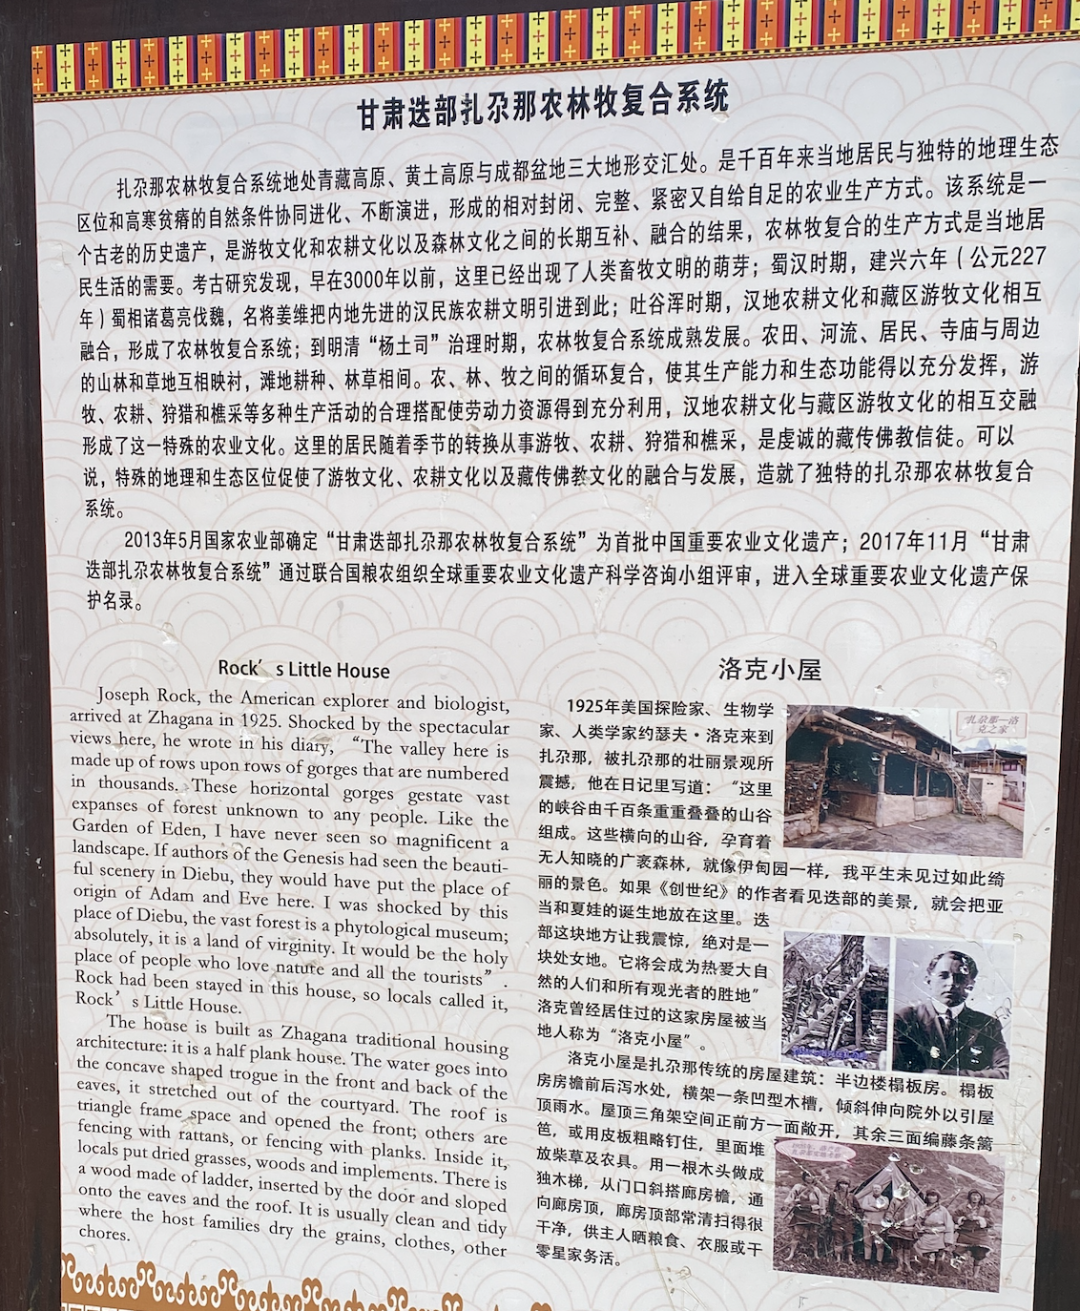 甘肃迭部扎尕那农林牧复合系统
扎尕那农林牧复合系统地处青藏高原、黄土高原与成都盆地三大地形交汇处。是千百年来当地居民与独特的地理生态
区位和高寒贫瘠的自然条件协同进化、不断演进，形成的相对封闭、完整、紧密又自给自足的农业生产方式。该系统是一
个古老的历史遗产，是游牧文化和农耕文化以及森林文化之间的长期互补、融合的结果，农林牧复合的生产方式是当地居
民生活的需要。考古研究发现，早在3000年以前，这里已经出现了人类畜牧文明的萌芽；蜀汉时期，建兴六年（公元227
年）蜀相诸葛亮伐魏，名将姜维把内地先进的汉民族农耕文明引进到此；吐谷浑时期，汉地农耕文化和藏区游牧文化相互
融合，形成了农林牧复合系统；到明清“杨土司”治理时期，农林牧复合系统成熟发展。农田、河流、居民、寺庙与周边
的山林和草地互相映衬，滩地耕种、林草相间。农、林、牧之间的循环复合，使其生产能力和生态功能得以充分发挥，游
牧、农耕、狩猎和樵采等多种生产活动的合理搭配使劳动力资源得到充分利用，汉地农耕文化与藏区游牧文化的相互交融
形成了这一特殊的农业文化。这里的居民随着季节的转换从事游牧、农耕、狩猎和樵采，是虔诚的藏传佛教信徒。可以
说，特殊的地理和生态区位促使了游牧文化、农耕文化以及藏传佛教文化的融合与发展，造就了独特的扎尕那农林牧复合
系统。
2013年5月国家农业部确定“甘肃迭部扎尕那农林牧复合系统”为首批中国重要农业文化遗产；2017年11月“甘肃
迭部扎尕农林牧复合系统”通过联合国粮农组织全球重要农业文化遗产科学咨询小组评审，进入全球重要农业文化遗产保
护名录。
Rock’s Little House
Joseph Rock, the American explorer and biologist,
arrived at Zhagana in 1925. Shocked by the spectacular
views here, he wrote in his diary, “The valley here is
made up of rows upon rows of gorges that are numbered
in thousands. These horizontal gorges gestate vast
expanses of forest unknown to any people. Like the
Garden of Eden, I have never seen so magnificent a
landscape. If authors of the Genesis had seen the beauti-
ful scenery in Diebu, they would have put the place of
origin of Adam and Eve here. I was shocked by this
place of Diebu, the vast forest is a phytological museum;
absolutely, it is a land of virginity. It would be the holy
place of people who love nature and all the tourists”.
Rock had been stayed in this house, so locals called it,
Rock’s Little House.
The house is built as Zhagana traditional housing
architecture: it is a half plank house. The water goes into
the concave shaped trogue in the front and back of the
eaves, it stretched out of the courtyard. The roof is
triangle frame space and opened the front; others are
fencing with rattans, or fencing with planks. Inside it,
locals put dried grasses, woods and implements. There is
a wood made of ladder, inserted by the door and sloped
onto the eaves and the roof. It is usually clean and tidy
where the host families dry the grains, clothes, other
chores.
洛克小屋
1925年美国探险家、生物学
家、人类学家约瑟夫·洛克来到
扎尕那，被扎尕那的壮丽景观所
震撼，他在日记里写道：“这里
的峡谷由千百条重重叠叠的山谷
组成。这些横向的山谷，孕育着
无人知晓的广袤森林，就像伊甸园一样，我平生未见过如此绮
丽的景色。如果《创世纪》的作者看见迭部的美景，就会把亚
当和夏娃的诞生地放在这里。迭
部这块地方让我震惊，绝对是一
块处女地。它将会成为热爱大自
然的人们和所有观光者的胜地”
洛克曾经居住过的这家房屋被当
地人称为“洛克小屋”。
洛克小屋是扎尕那传统的房屋建筑：半边楼榻板房。榻板
房房檐前后泻水处，横架一条凹型木槽，倾斜伸向院外以引屋
顶雨水。屋顶三角架空间正前方一面敞开，其余三面编藤条篱
笆，或用皮板粗略钉住，里面堆
放柴草及农具。用一根木头做成
独木梯，从门口斜搭廊房檐，通
向廊房顶，廊房顶部常清扫得很
干净，供主人晒粮食、衣服或干
零星家务活。
扎尕那—洛
克之家